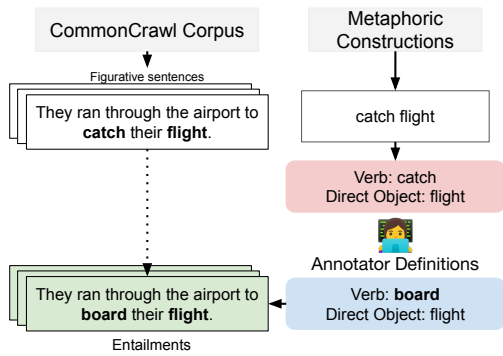 CommonCrawl Corpus
Metaphoric
Constructions
Figurative sentences
They ran through the airport to
catch their flight.
catch flight
Verb: catch
Direct Object: flight
Annotator Definitions
They ran through the airport to
board their flight.
Verb: board
Direct Object: flight
Entailments